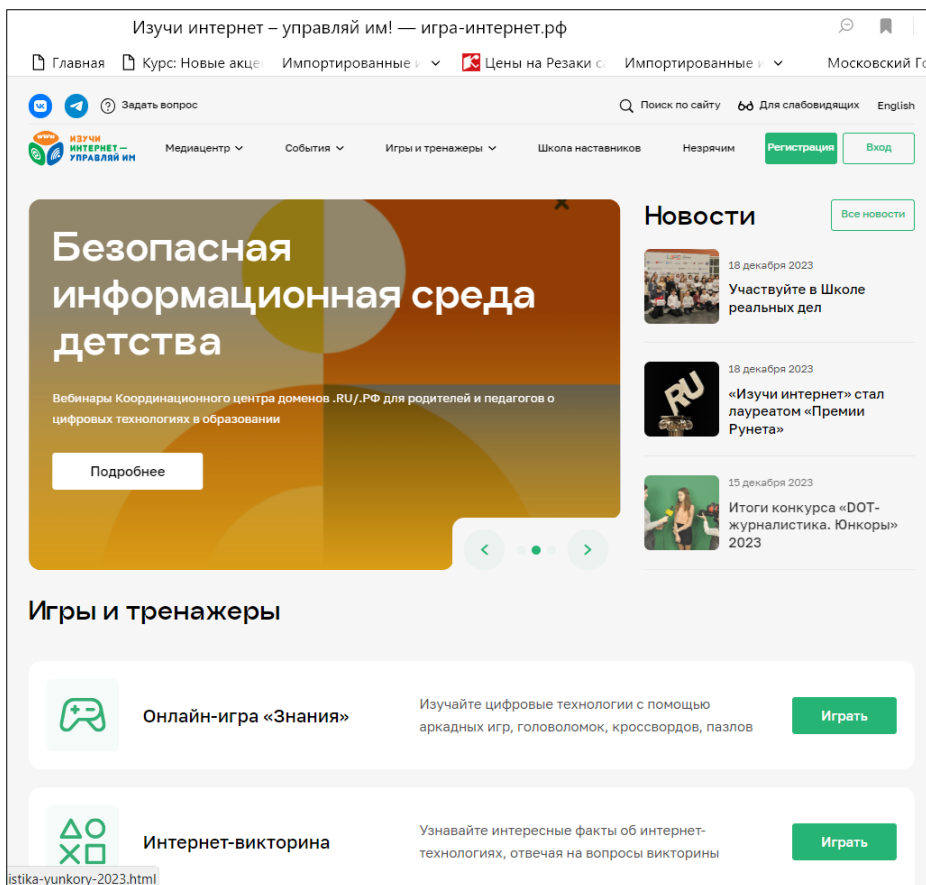 Изучи интернет – управляй им! — игра-интернет.рф
Главная Курс: Новые акце Импортированные и Цены на Резаки с Импортированные и Московский Го
Задать вопрос Поиск по сайту Для слабовидящих English
www ИЗУЧИ
ИНТЕРНЕТ –
УПРАВЛЯЙ ИМ
Медиацентр События Игры и тренажеры Школа наставников Незрячим Регистрация Вход
Безопасная
информационная среда
детства
Вебинары Координационного центра доменов .RU/.РФ для родителей и педагогов о
цифровых технологиях в образовании
Подробнее
Новости Все новости
18 декабря 2023
Участвуйте в Школе
реальных дел
RU
18 декабря 2023
«Изучи интернет» стал
лауреатом «Премии
Рунета»
15 декабря 2023
Итоги конкурса «DOT-
журналистика. Юнкоры»
2023
Игры и тренажеры
Онлайн-игра «Знания»
Изучайте цифровые технологии с помощью
аркадных игр, головоломок, кроссвордов, пазлов
Играть
Интернет-викторина
Узнавайте интересные факты об интернет-
технологиях, отвечая на вопросы викторины
Играть
istika-yunkory-2023.html